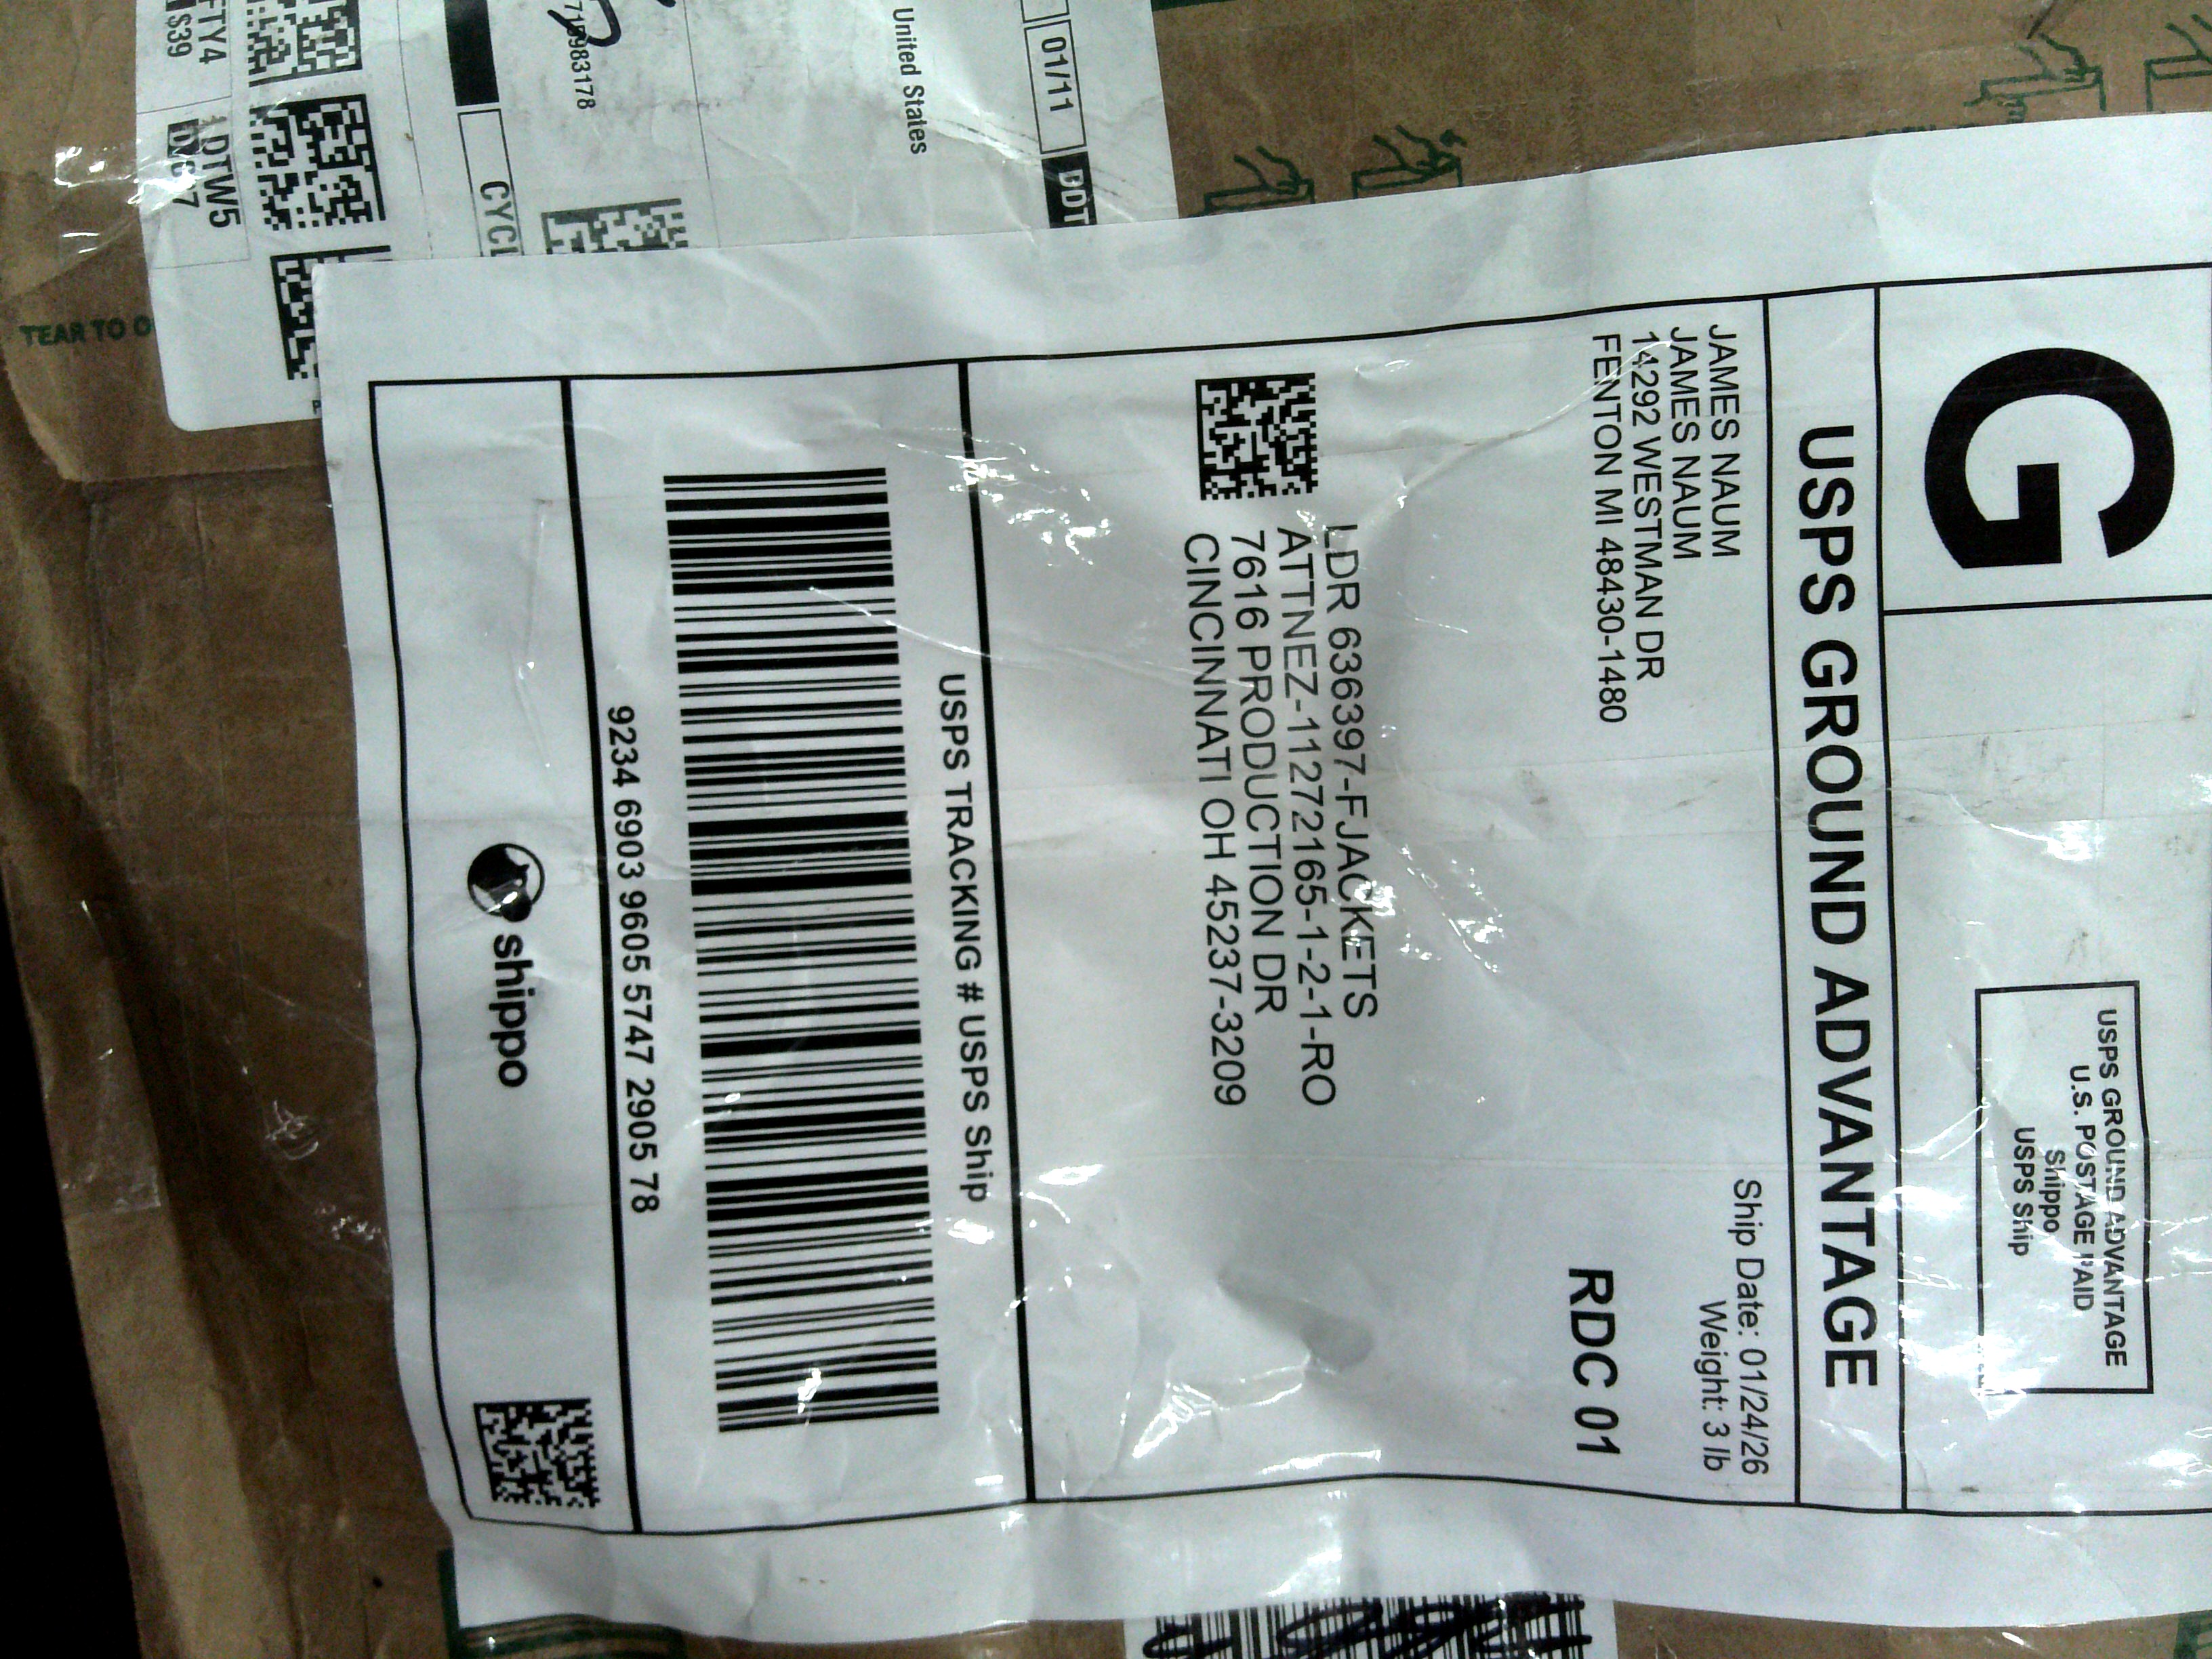 G
USPS GROUND ADVANTAGE
U.S. POSTAGE PAID
Shippo
USPS Ship
USPS GROUND ADVANTAGE
JAMES NAUM
JAMES NAUM
14292 WESTMAN DR
FENTON MI 48430-1480
Ship Date: 01/24/26
Weight: 3 lb
RDC 01
LDR 636397-FJACKETS
ATTNEZ-11272165-1-2-1-RO
7616 PRODUCTION DR
CINCINNATI OH 45237-3209
USPS TRACKING # USPS Ship
9234 6903 9605 5747 2905 78
shippo
01/11
DDT
United States
CYCL
TEAR TO O